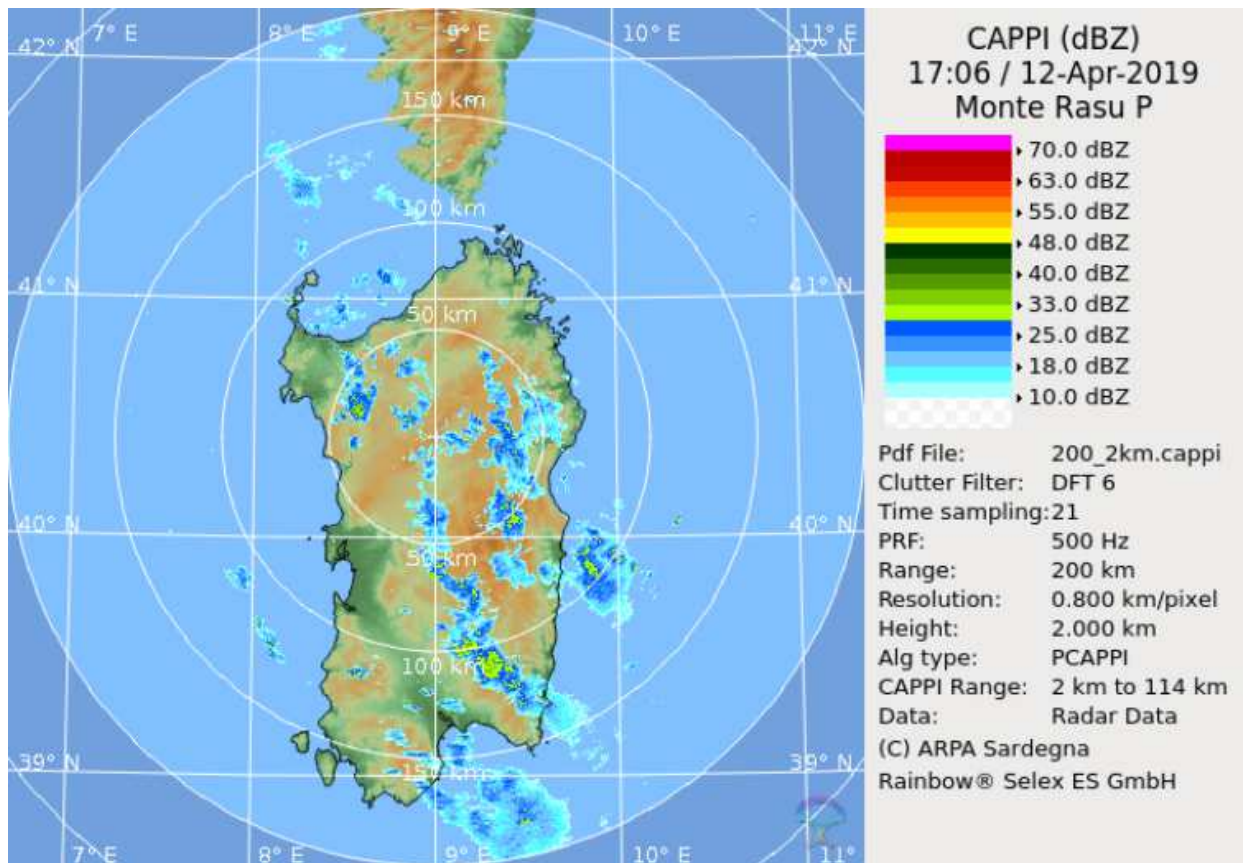 7° E
8° E
9° E
10° E
11° E
42° N
42° N
150 km
100 km
41° N
41° N
50 km
40° N
40° N
50 km
100 km
39° N
39° N
150 km
7° E
8° E
9° E
10° E
11°
CAPPI (dBZ)
17:06 / 12-Apr-2019
Monte Rasu P
70.0 dBZ
63.0 dBZ
55.0 dBZ
48.0 dBZ
40.0 dBZ
33.0 dBZ
25.0 dBZ
18.0 dBZ
10.0 dBZ
Pdf File: 200_2km.cappi
Clutter Filter: DFT 6
Time sampling:21
PRF: 500 Hz
Range: 200 km
Resolution: 0.800 km/pixel
Height: 2.000 km
Alg type: PCAPPI
CAPPI Range: 2 km to 114 km
Data: Radar Data
(C) ARPA Sardegna
Rainbow® Selex ES GmbH